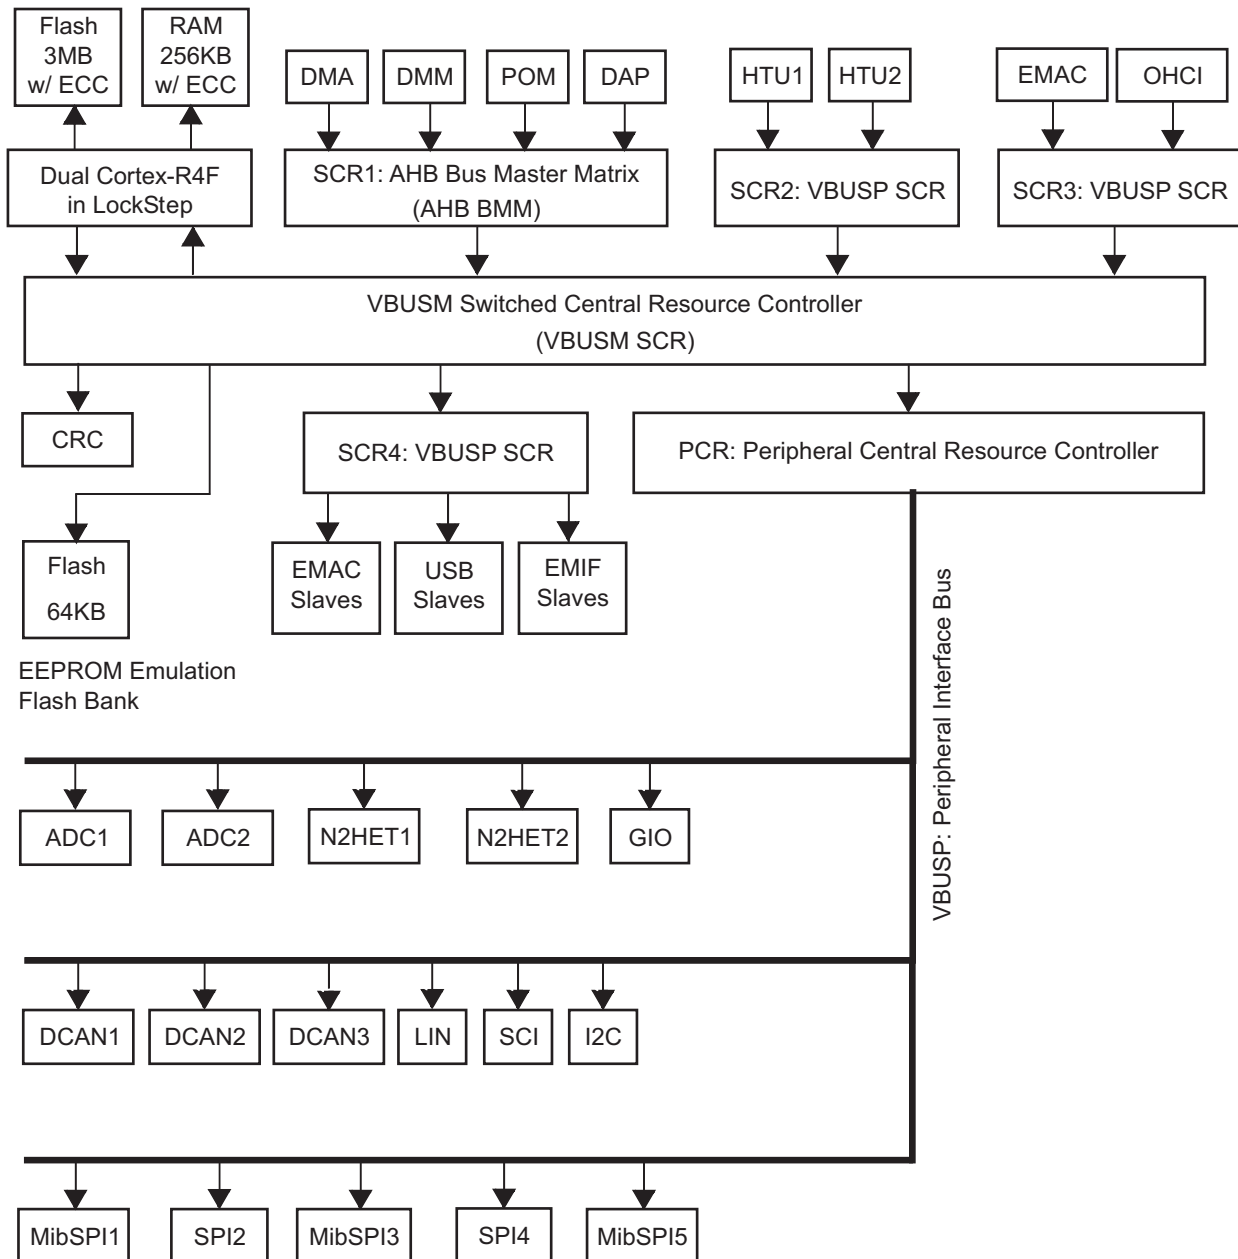 Flash
3MB
w/ ECC
RAM
256KB
w/ ECC
DMA
DMM
POM
DAP
HTU1
HTU2
EMAC
OHCI
Dual Cortex-R4F
in LockStep
SCR1: AHB Bus Master Matrix
(AHB BMM)
SCR2: VBUSP SCR
SCR3: VBUSP SCR
VBUSM Switched Central Resource Controller
(VBUSM SCR)
CRC
SCR4: VBUSP SCR
PCR: Peripheral Central Resource Controller
Flash
64KB
EMAC
Slaves
USB
Slaves
EMIF
Slaves
EEPROM Emulation
Flash Bank
VBUSP: Peripheral Interface Bus
ADC1
ADC2
N2HET1
N2HET2
GIO
DCAN1
DCAN2
DCAN3
LIN
SCI
I2C
MibSPI1
SPI2
MibSPI3
SPI4
MibSPI5